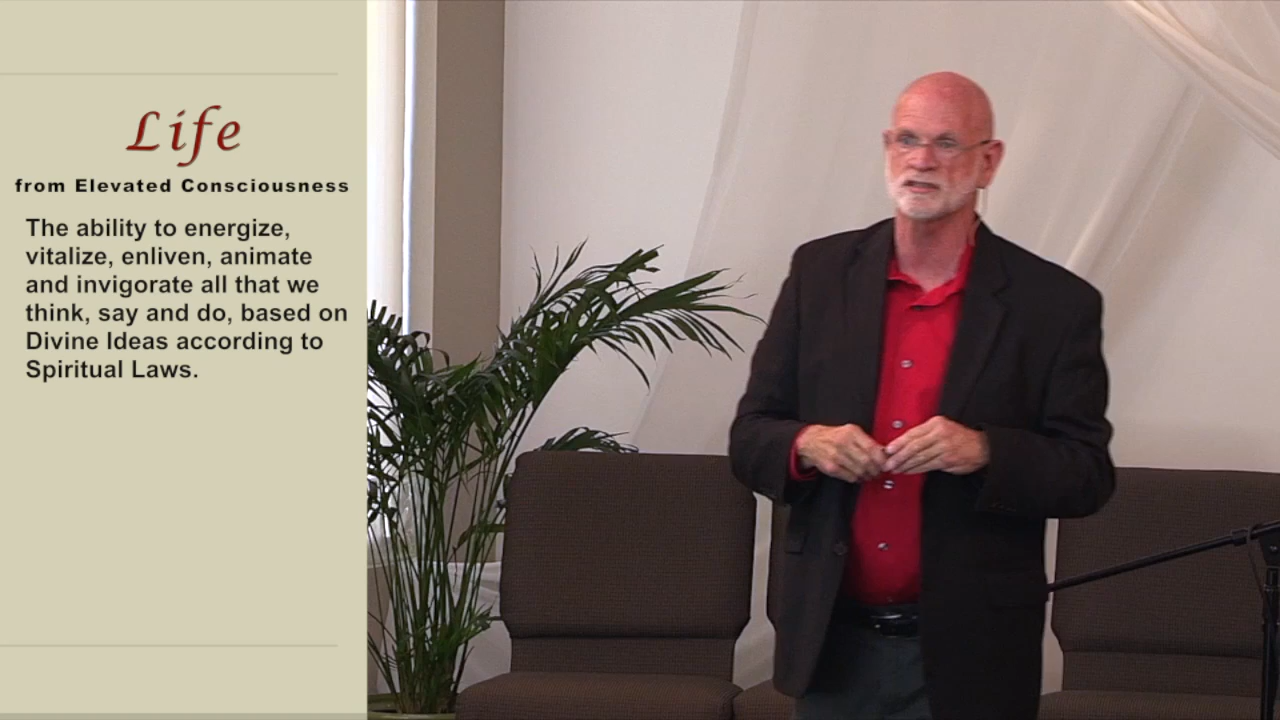 Life
from Elevated Consciousness
The ability to energize,
vitalize, enliven, animate
and invigorate all that we
think, say and do, based on
Divine Ideas according to
Spiritual Laws.